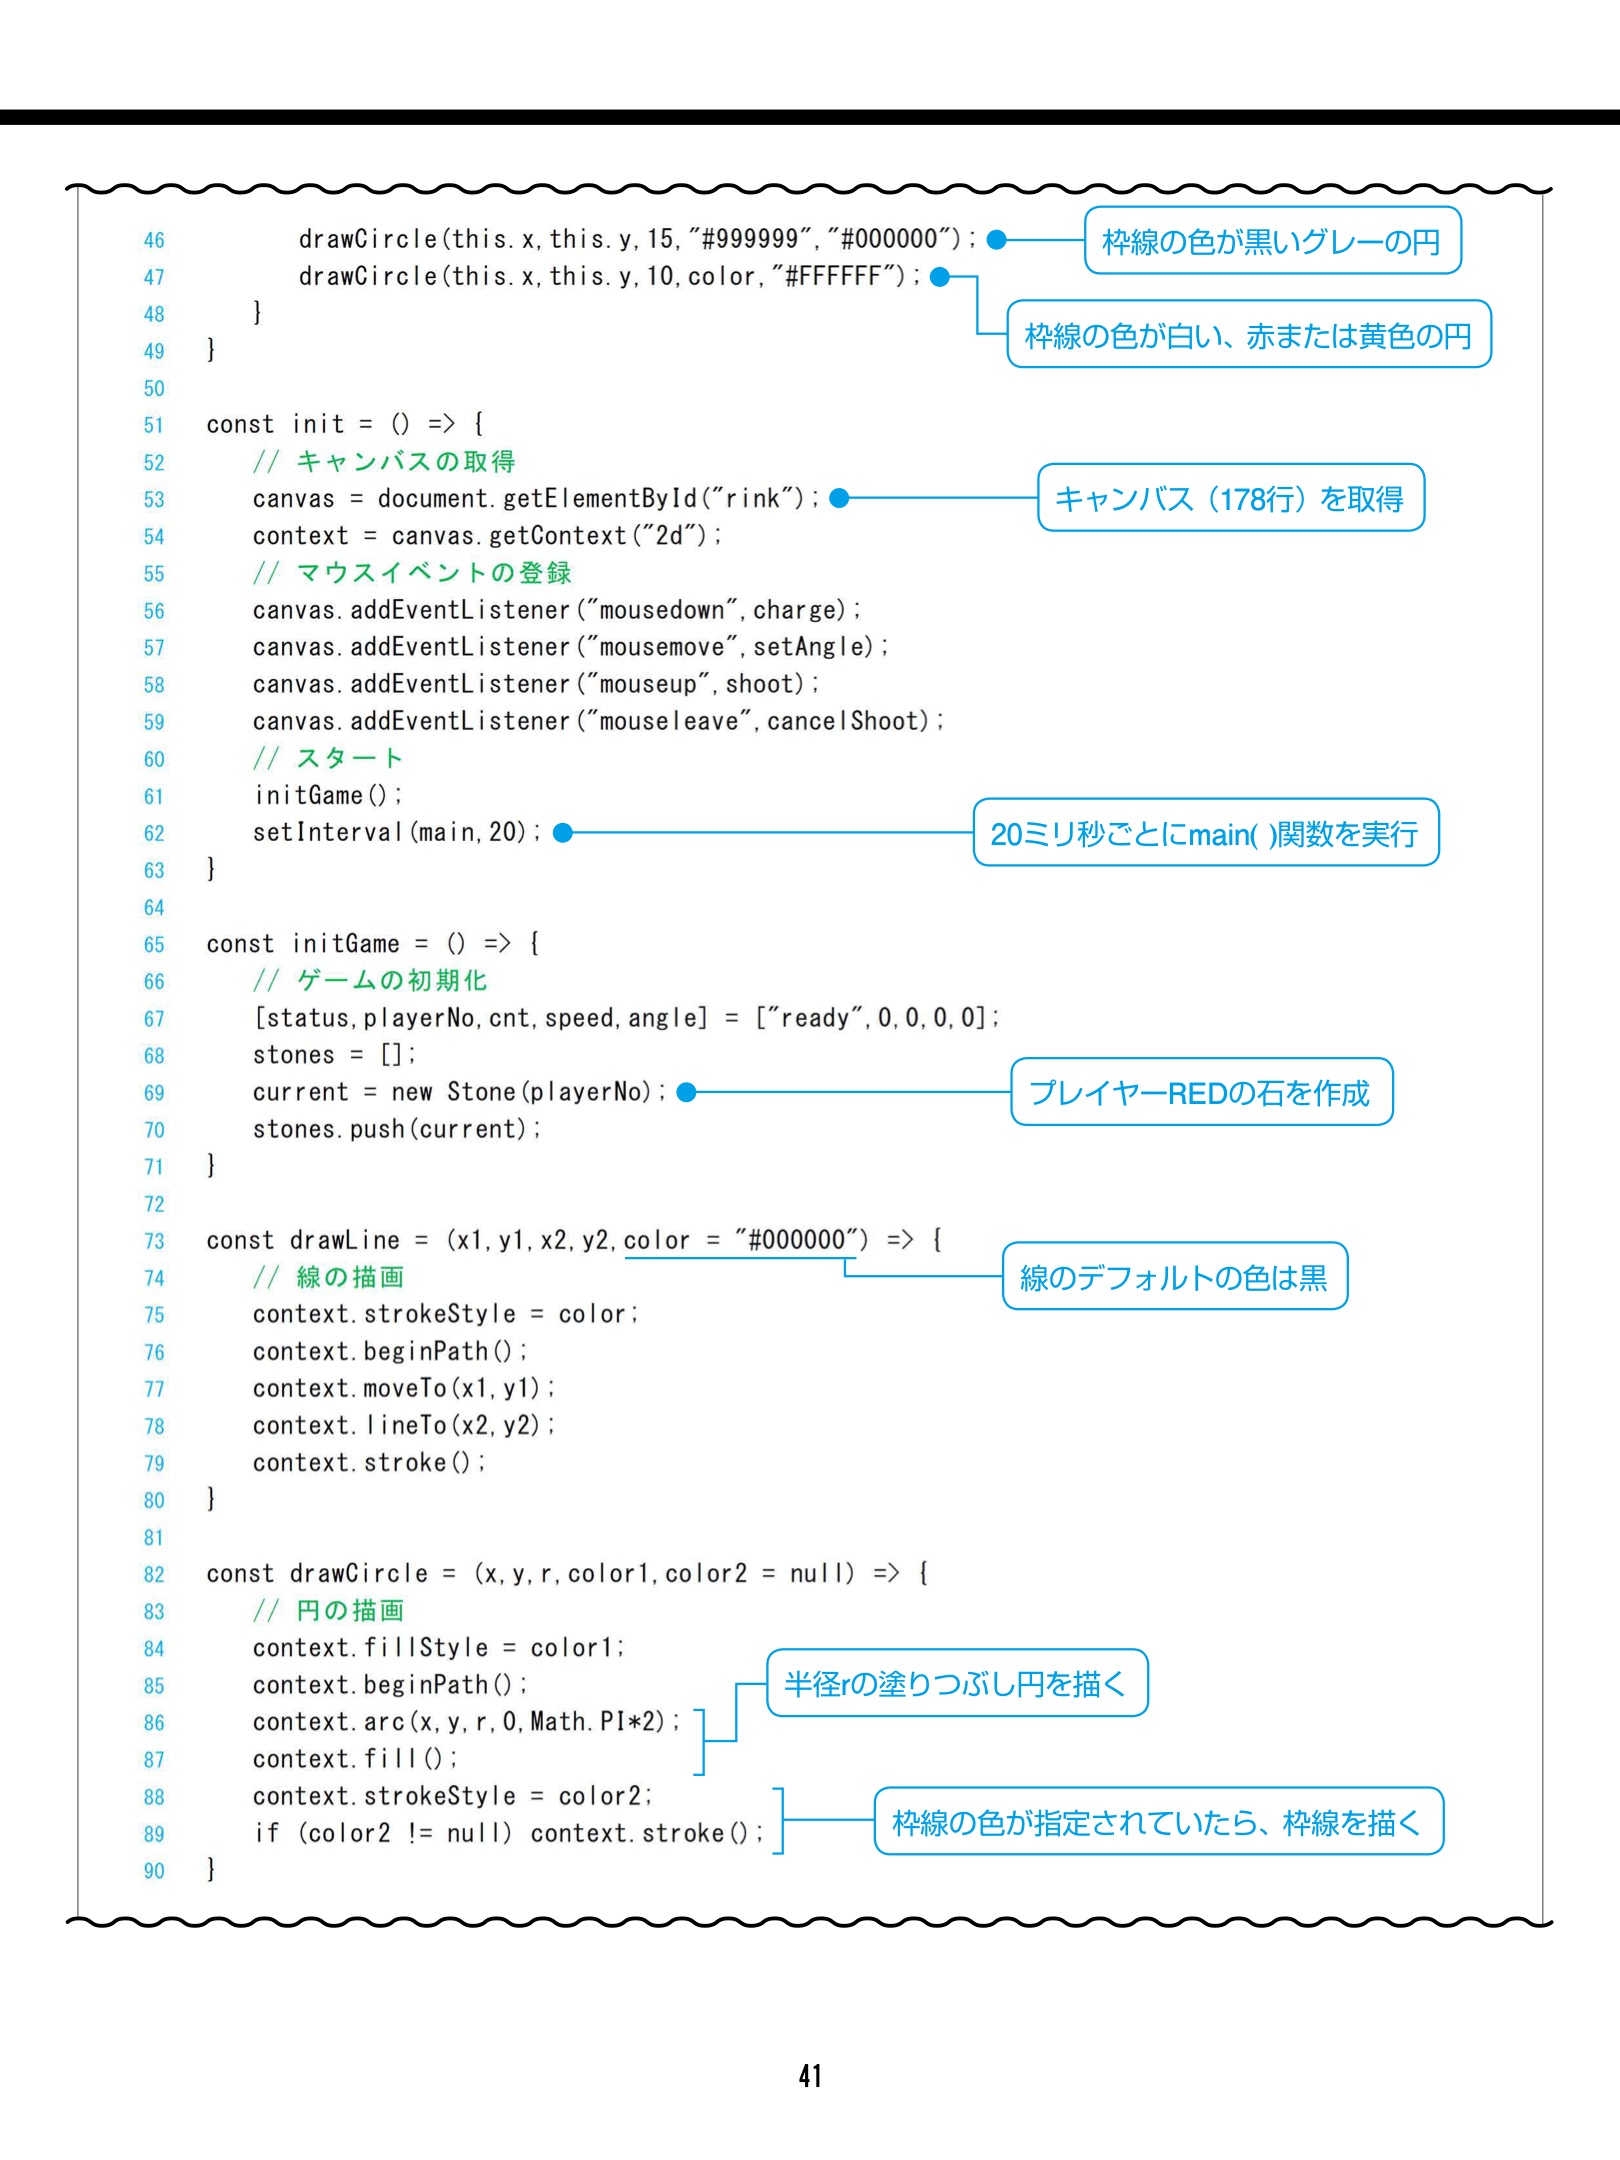 46 drawCircle(this.x,this.y,15,"#999999","#000000"); 枠線の色が黒いグレーの円
47 drawCircle(this.x,this.y,10,color,"#FFFFFF");
48 }
枠線の色が白い、赤または黄色の円
49 }
50
51 const init = () => {
52 // キャンバスの取得
53 canvas = document.getElementById("rink"); キャンバス（178行）を取得
54 context = canvas.getContext("2d");
55 // マウスイベントの登録
56 canvas.addEventListener("mousedown",charge);
57 canvas.addEventListener("mousemove",setAngle);
58 canvas.addEventListener("mouseup",shoot);
59 canvas.addEventListener("mouseleave",cancelShoot);
60 // スタート
61 initGame();
62 setInterval(main,20); 20ミリ秒ごとにmain( )関数を実行
63 }
64
65 const initGame = () => {
66 // ゲームの初期化
67 [status,playerNo,cnt,speed,angle] = ["ready",0,0,0,0];
68 stones = [];
69 current = new Stone(playerNo); プレイヤーREDの石を作成
70 stones.push(current);
71 }
72
73 const drawLine = (x1,y1,x2,y2,color = "#000000") => {
74 // 線の描画 線のデフォルトの色は黒
75 context.strokeStyle = color;
76 context.beginPath();
77 context.moveTo(x1,y1);
78 context.lineTo(x2,y2);
79 context.stroke();
80 }
81
82 const drawCircle = (x,y,r,color1,color2 = null) => {
83 // 円の描画
84 context.fillStyle = color1;
85 context.beginPath(); 半径rの塗りつぶし円を描く
86 context.arc(x,y,r,0,Math.PI*2);
87 context.fill();
88 context.strokeStyle = color2;
89 if (color2 != null) context.stroke(); 枠線の色が指定されていたら、枠線を描く
90 }
41